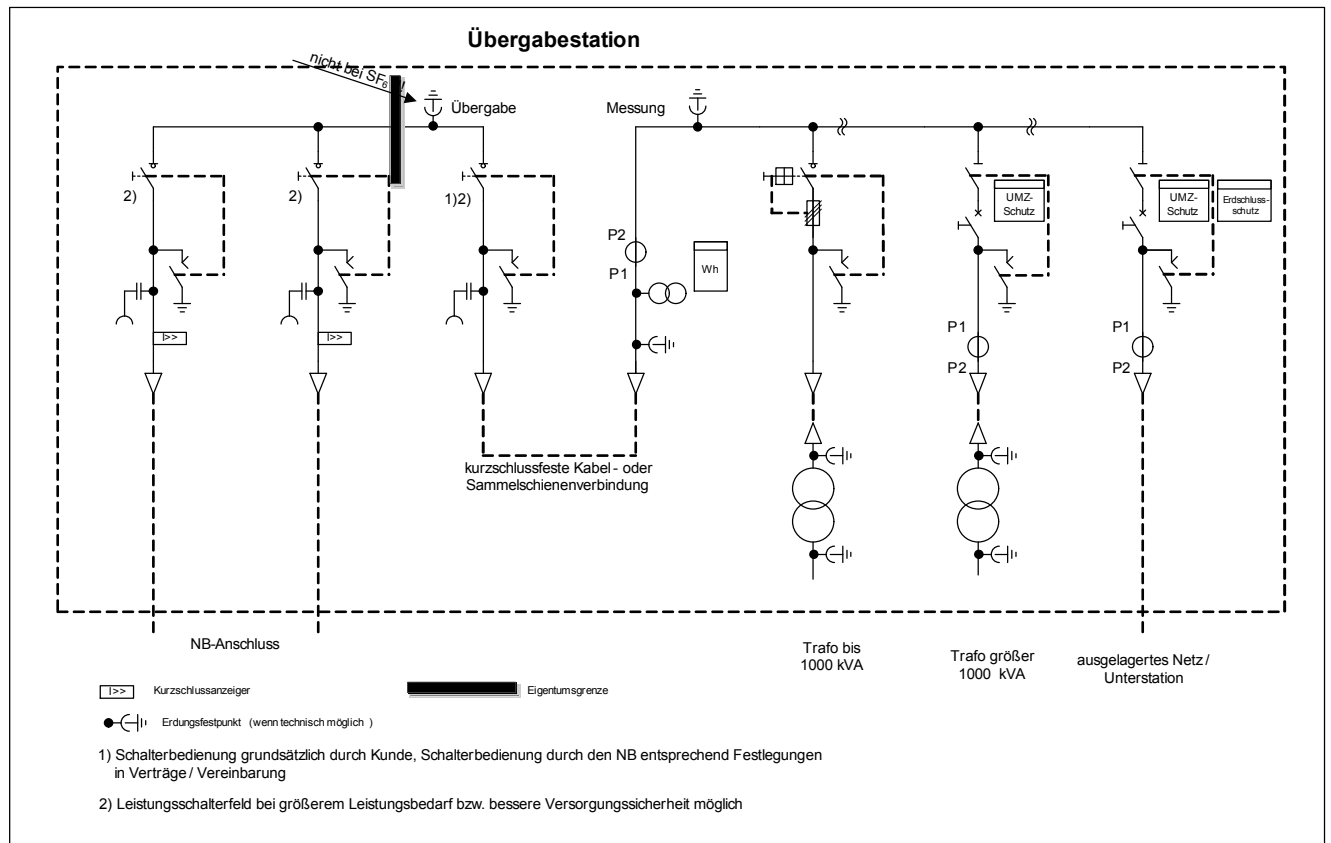 Übergabestation
nicht bei SF₆ !
Übergabe
Messung
2)
2)
1)2)
UMZ-
Schutz
UMZ-
Schutz
Erdschluss-
schutz
P2
P1
Wh
I>>
I>>
P1
P2
P1
P2
kurzschlussfeste Kabel- oder
Sammelschienenverbindung
NB-Anschluss
Trafo bis
1000 kVA
Trafo größer
1000 kVA
ausgelagertes Netz /
Unterstation
I>> Kurzschlussanzeiger
Eigentumsgrenze
Erdungsfestpunkt (wenn technisch möglich )
1) Schalterbedienung grundsätzlich durch Kunde, Schalterbedienung durch den NB entsprechend Festlegungen
in Verträge / Vereinbarung
2) Leistungsschalterfeld bei größerem Leistungsbedarf bzw. bessere Versorgungssicherheit möglich